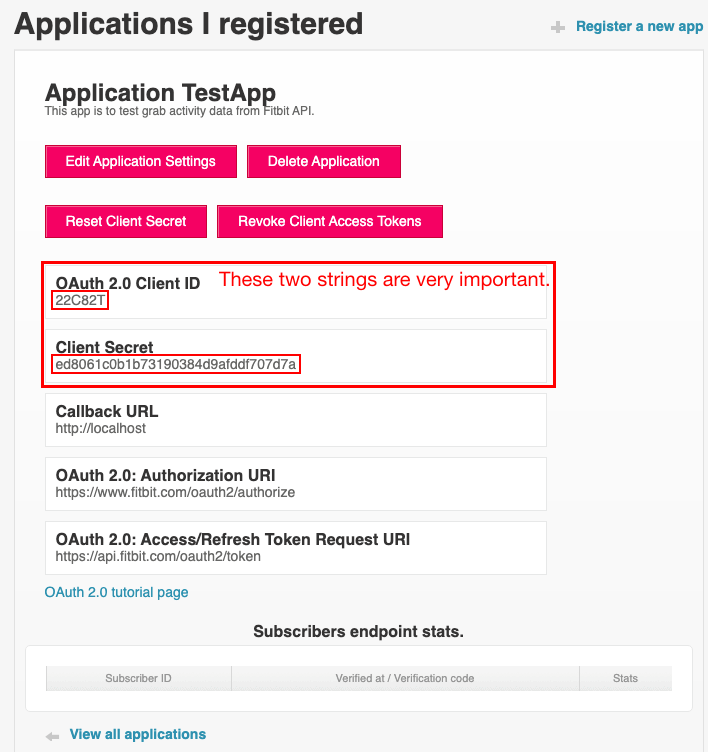 Applications I registered
Register a new app
Application TestApp
This app is to test grab activity data from Fitbit API.
Edit Application Settings
Delete Application
Reset Client Secret
Revoke Client Access Tokens
These two strings are very important.
OAuth 2.0 Client ID
22C82T
Client Secret
ed8061c0b1b73190384d9afddf707d7a
Callback URL
http://localhost
OAuth 2.0: Authorization URI
https://www.fitbit.com/oauth2/authorize
OAuth 2.0: Access/Refresh Token Request URI
https://api.fitbit.com/oauth2/token
OAuth 2.0 tutorial page
Subscribers endpoint stats.
Subscriber ID
Verified at / Verification code
Stats
View all applications